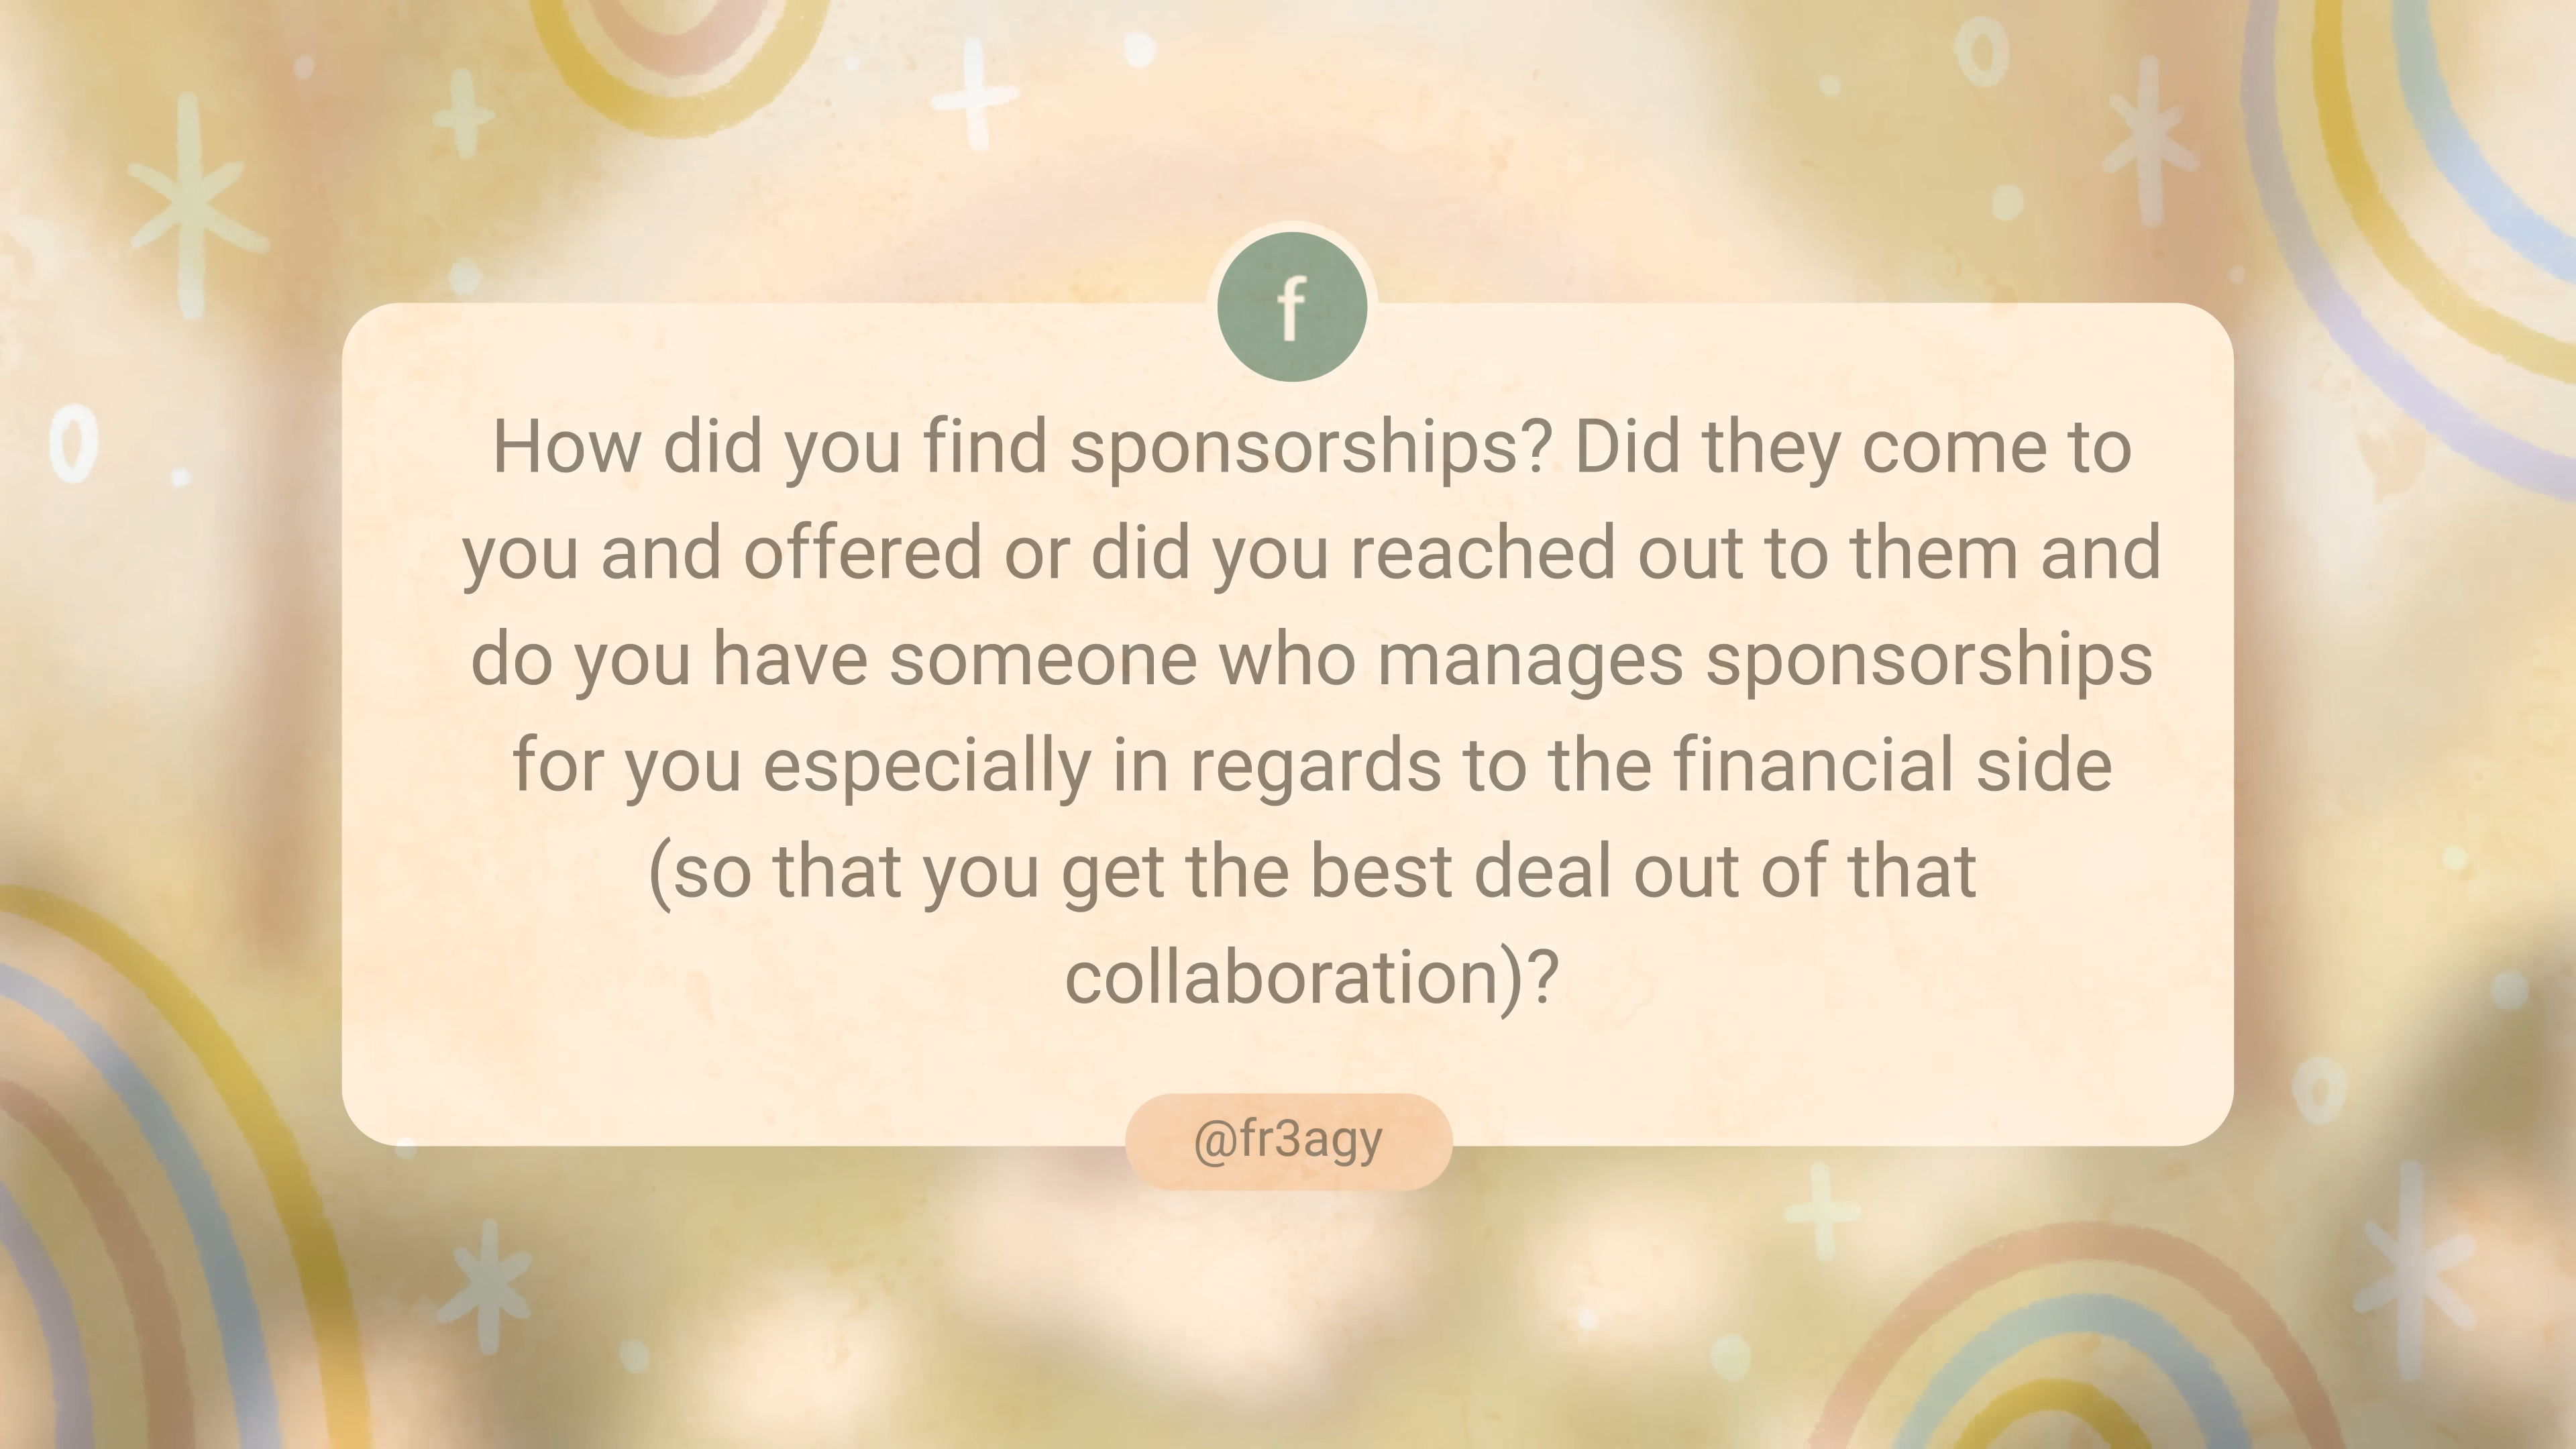 f
How did you find sponsorships? Did they come to
you and offered or did you reached out to them and
do you have someone who manages sponsorships
for you especially in regards to the financial side
(so that you get the best deal out of that
collaboration)?
@fr3agy